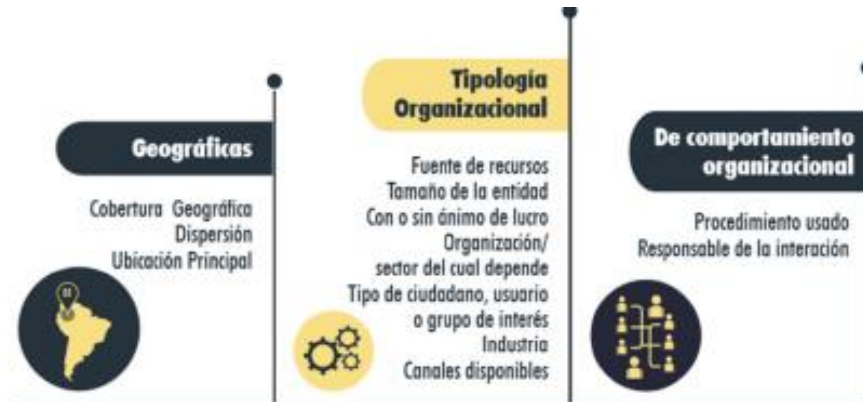 Geográficas
Cobertura Geográfica
Dispersión
Ubicación Principal
Tipología
Organizacional
Fuente de recursos
Tamaño de la entidad
Con o sin ánimo de lucro
Organización/
sector del cual depende
Tipo de ciudadano, usuario
o grupo de interés
Industria
Canales disponibles
De comportamiento
organizacional
Procedimiento usado
Responsable de la interación